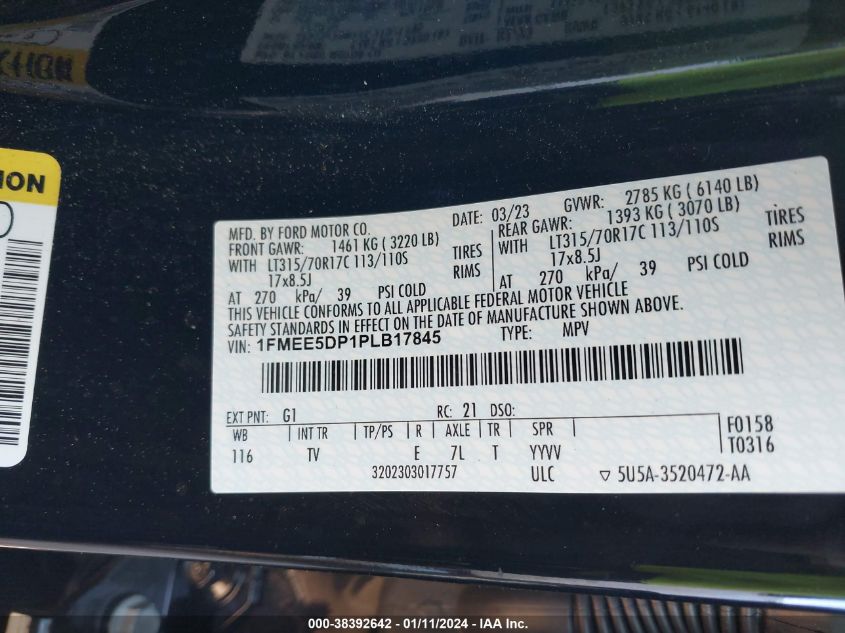 ION
MFD. BY FORD MOTOR CO.
DATE: 03/23
GVWR: 2785 KG ( 6140 LB)
FRONT GAWR: 1461 KG ( 3220 LB)
REAR GAWR: 1393 KG ( 3070 LB)
WITH LT315/70R17C 113/110S TIRES
WITH LT315/70R17C 113/110S TIRES
17x8.5J RIMS
17x8.5J RIMS
AT 270 kPa/ 39 PSI COLD
AT 270 kPa/ 39 PSI COLD
THIS VEHICLE CONFORMS TO ALL APPLICABLE FEDERAL MOTOR VEHICLE
SAFETY STANDARDS IN EFFECT ON THE DATE OF MANUFACTURE SHOWN ABOVE.
VIN: 1FMEE5DP1PLB17845 TYPE: MPV
EXT PNT: G1 RC: 21 DSO:
WB INT TR TP/PS R AXLE TR SPR
116 TV E 7L T YYVV
F0158
T0316
3202303017757 ULC ▽ 5U5A-3520472-AA
000-38392642 - 01/11/2024 - IAA Inc.